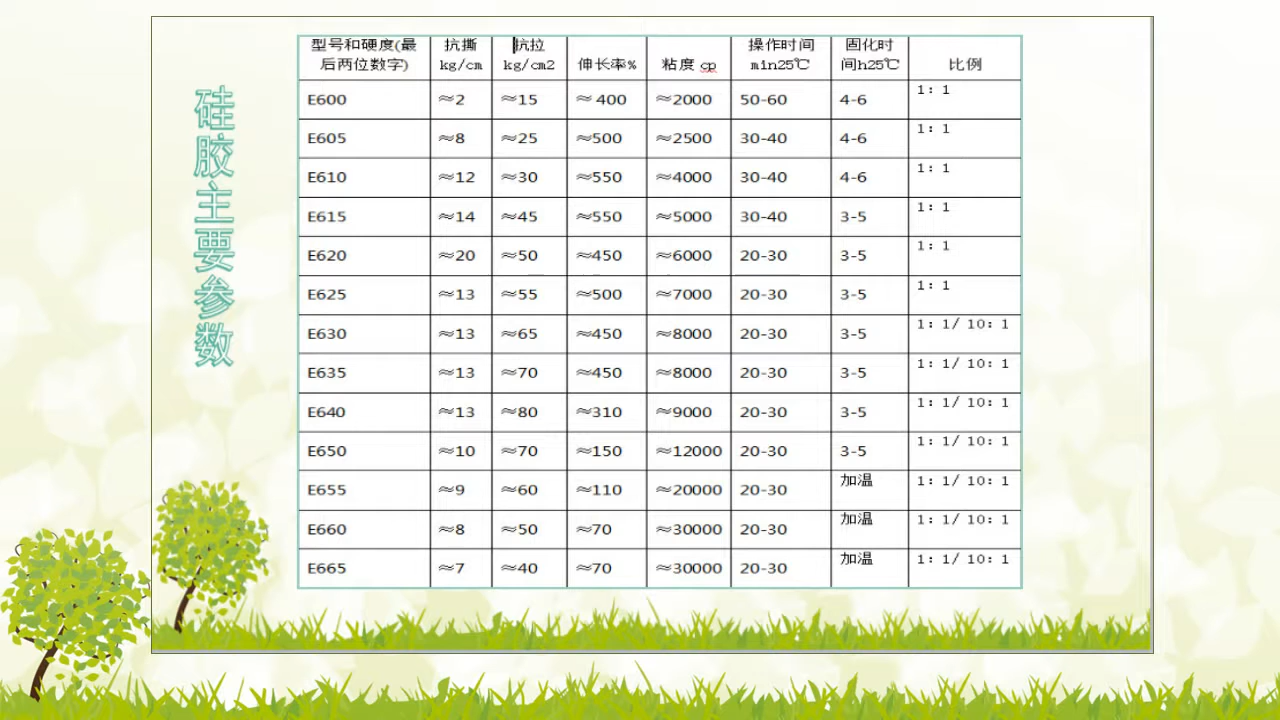 硅胶主要参数
型号和硬度(最后两位数字) 抗撕 kg/cm 抗拉 kg/cm2 伸长率% 粘度 cp 操作时间 min25℃ 固化时间h25℃ 比例
E600 ≈2 ≈15 ≈ 400 ≈2000 50-60 4-6 1：1
E605 ≈8 ≈25 ≈500 ≈2500 30-40 4-6 1：1
E610 ≈12 ≈30 ≈550 ≈4000 30-40 4-6 1：1
E615 ≈14 ≈45 ≈550 ≈5000 30-40 3-5 1：1
E620 ≈20 ≈50 ≈450 ≈6000 20-30 3-5 1：1
E625 ≈13 ≈55 ≈500 ≈7000 20-30 3-5 1：1
E630 ≈13 ≈65 ≈450 ≈8000 20-30 3-5 1：1/ 10：1
E635 ≈13 ≈70 ≈450 ≈8000 20-30 3-5 1：1/ 10：1
E640 ≈13 ≈80 ≈310 ≈9000 20-30 3-5 1：1/ 10：1
E650 ≈10 ≈70 ≈150 ≈12000 20-30 3-5 1：1/ 10：1
E655 ≈9 ≈60 ≈110 ≈20000 20-30 加温 1：1/ 10：1
E660 ≈8 ≈50 ≈70 ≈30000 20-30 加温 1：1/ 10：1
E665 ≈7 ≈40 ≈70 ≈30000 20-30 加温 1：1/ 10：1